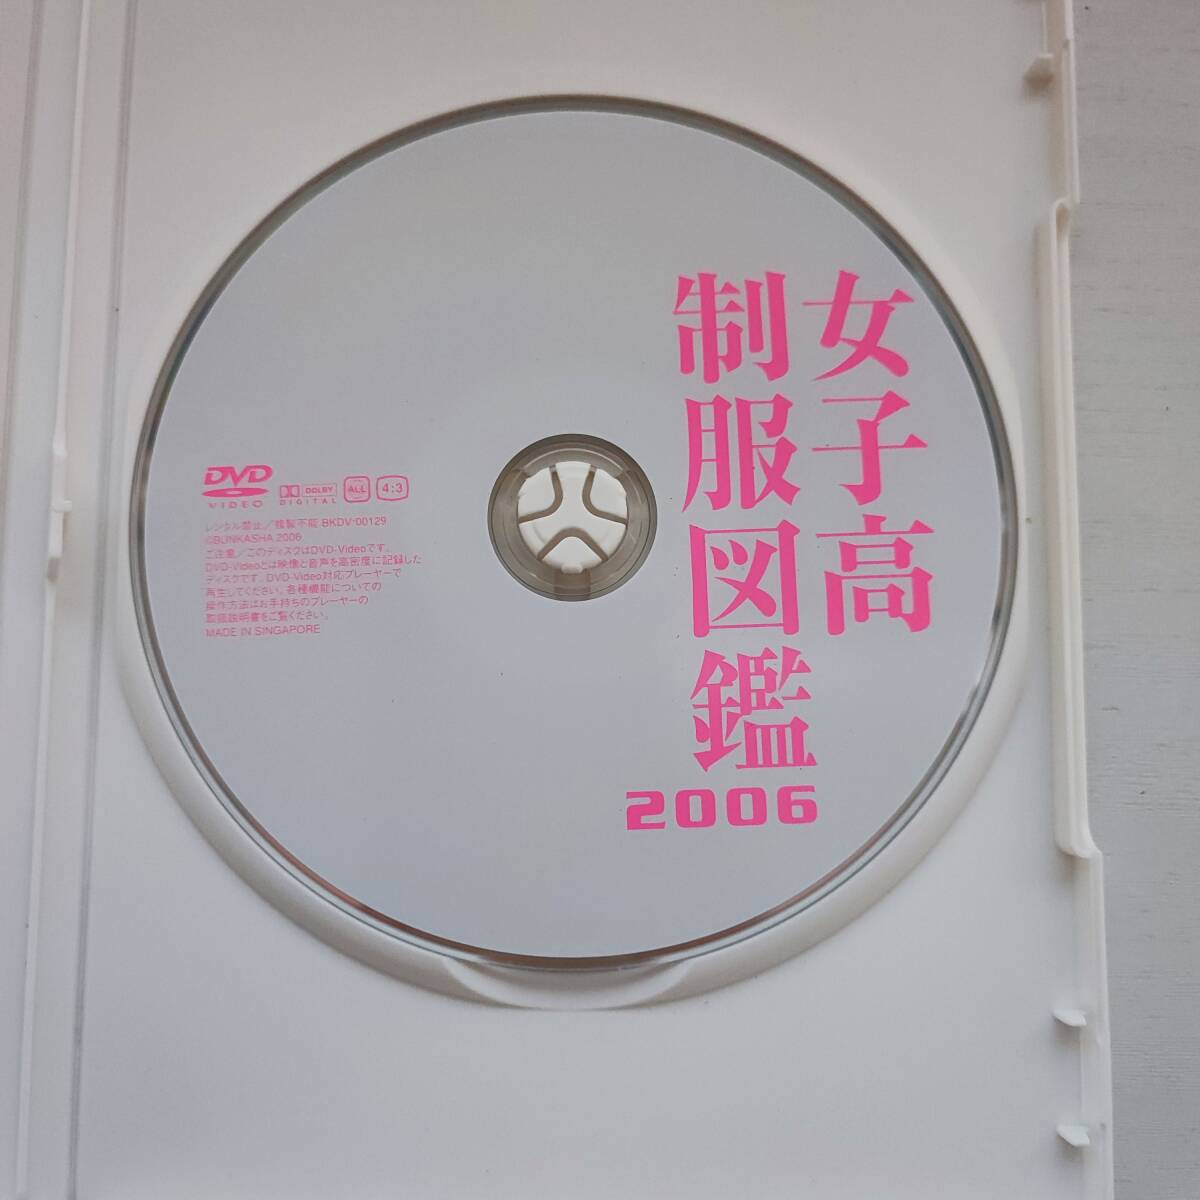 女子高
制服図鑑
2006
DVD
VIDEO
DOLBY
DIGITAL
ALL
4:3
レンタル禁止／複製不能 BKDV-00129
©BUNKASHA 2006
ご注意／このディスクはDVD-Videoです。
DVD-Videoとは映像と音声を高密度に記録した
ディスクです。DVD-Video対応プレーヤーで
再生してください。各種機能についての
操作方法はお手持ちのプレーヤーの
取扱説明書をご覧ください。
MADE IN SINGAPORE